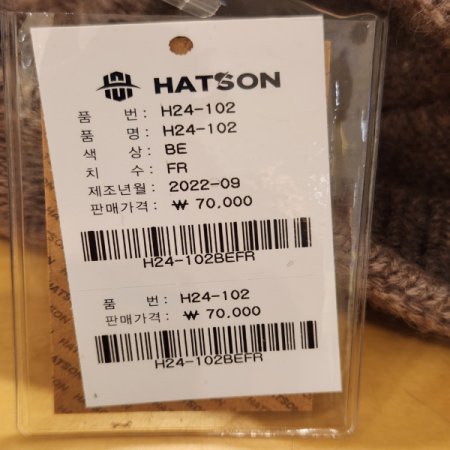 HATSON
품 번 : H24-102
품 명 : H24-102
색 상 : BE
치 수 : FR
제조년월 : 2022-09
판매가격 : ₩ 70,000
H24-102BEFR
품 번 : H24-102
판매가격 : ₩ 70,000
H24-102BEFR
HATSON